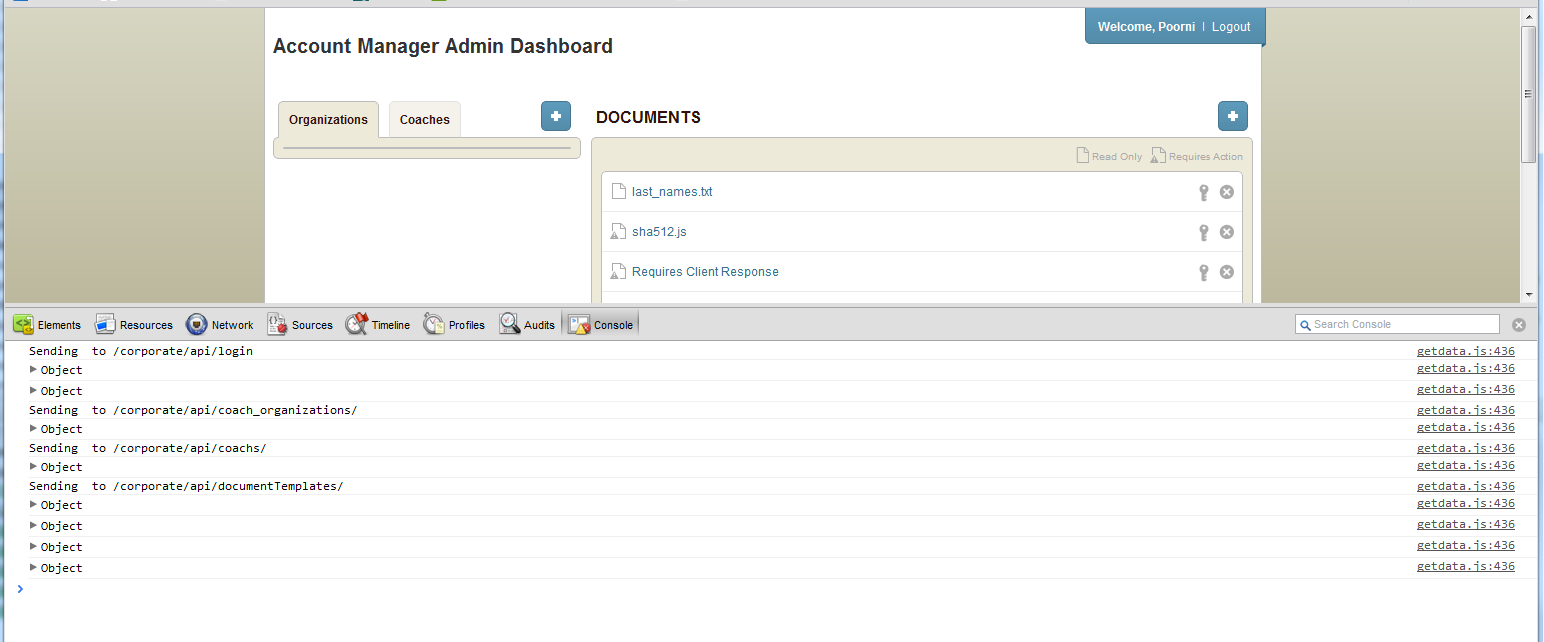 Welcome, Poorni | Logout
Account Manager Admin Dashboard
Organizations Coaches DOCUMENTS
Read Only Requires Action
last_names.txt
sha512.js
Requires Client Response
Elements Resources Network Sources Timeline Profiles Audits Console Search Console
Sending to /corporate/api/login getdata.js:436
Object getdata.js:436
Object getdata.js:436
Sending to /corporate/api/coach_organizations/ getdata.js:436
Object getdata.js:436
Sending to /corporate/api/coachs/ getdata.js:436
Object getdata.js:436
Sending to /corporate/api/documentTemplates/ getdata.js:436
Object getdata.js:436
Object getdata.js:436
Object getdata.js:436
Object getdata.js:436